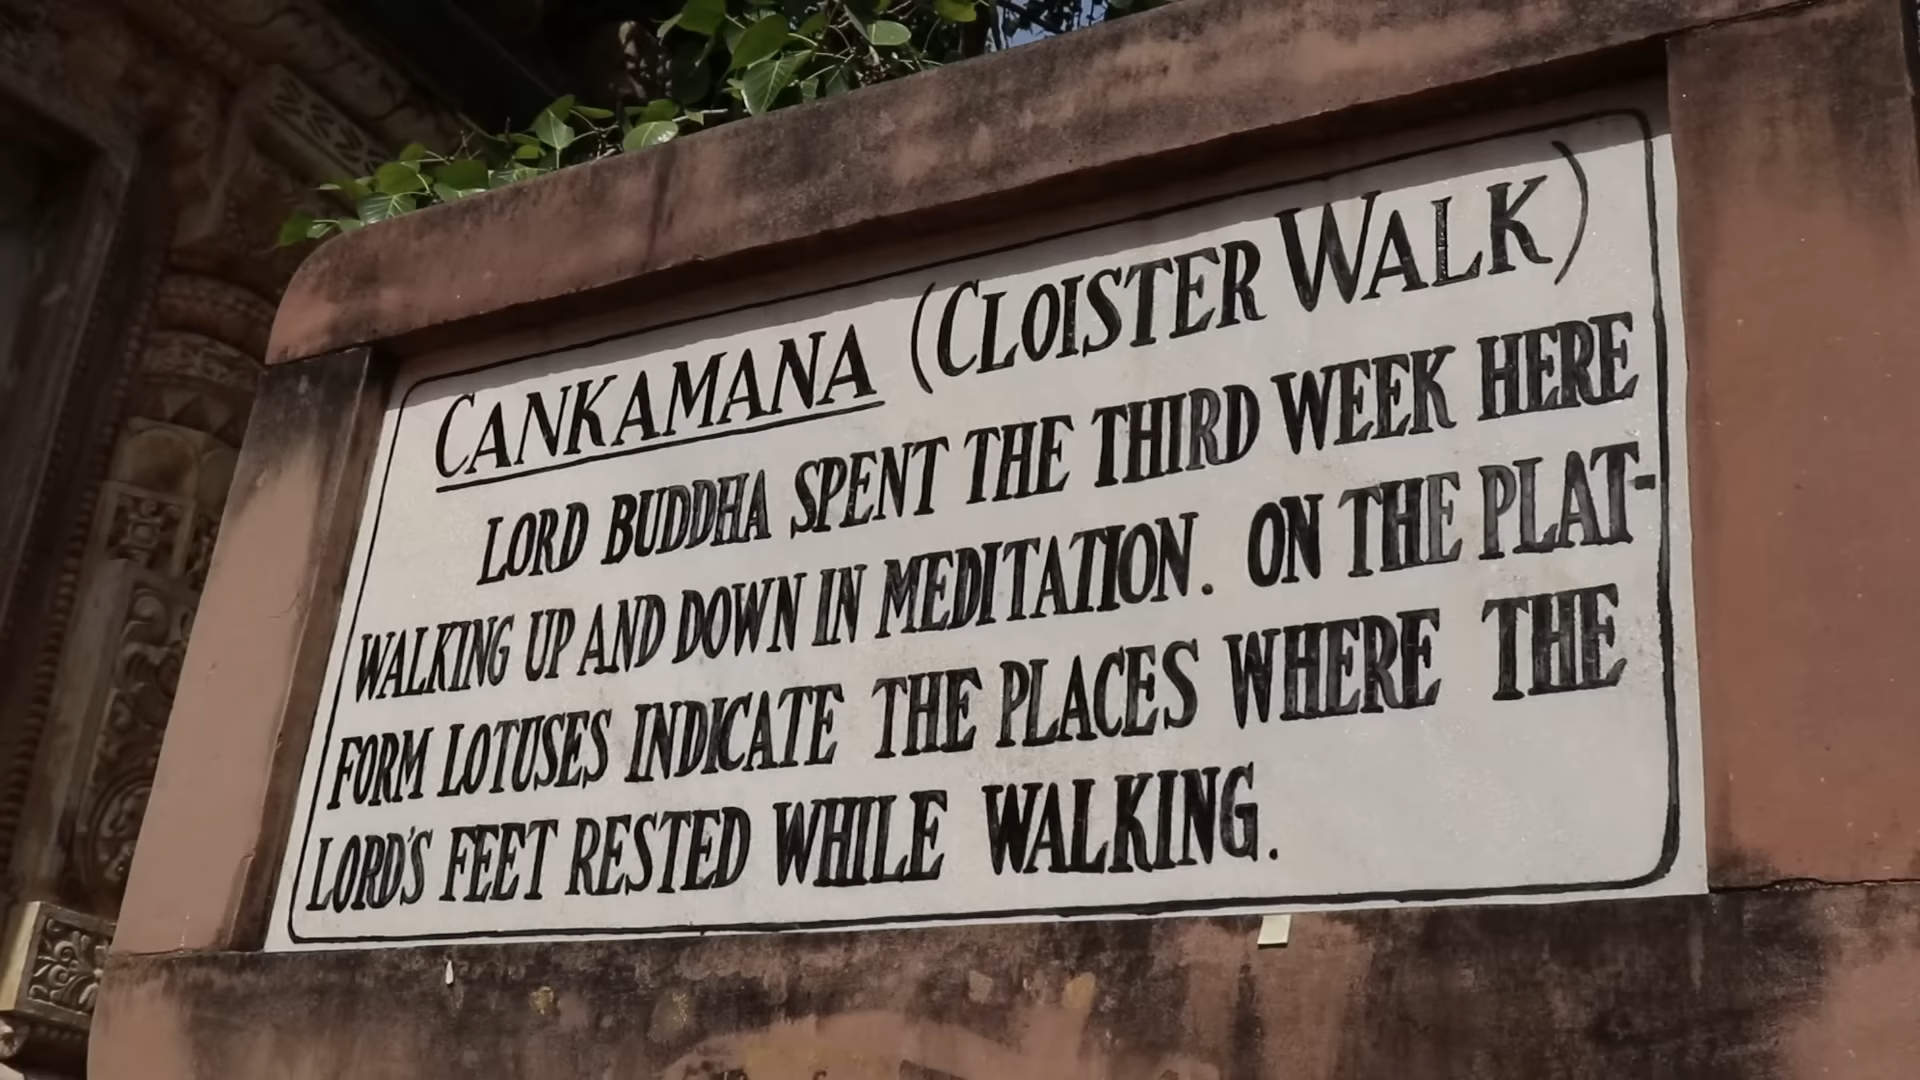 CANKAMANA (CLOISTER WALK)
LORD BUDDHA SPENT THE THIRD WEEK HERE
WALKING UP AND DOWN IN MEDITATION. ON THE PLAT-
FORM LOTUSES INDICATE THE PLACES WHERE THE
LORD'S FEET RESTED WHILE WALKING.